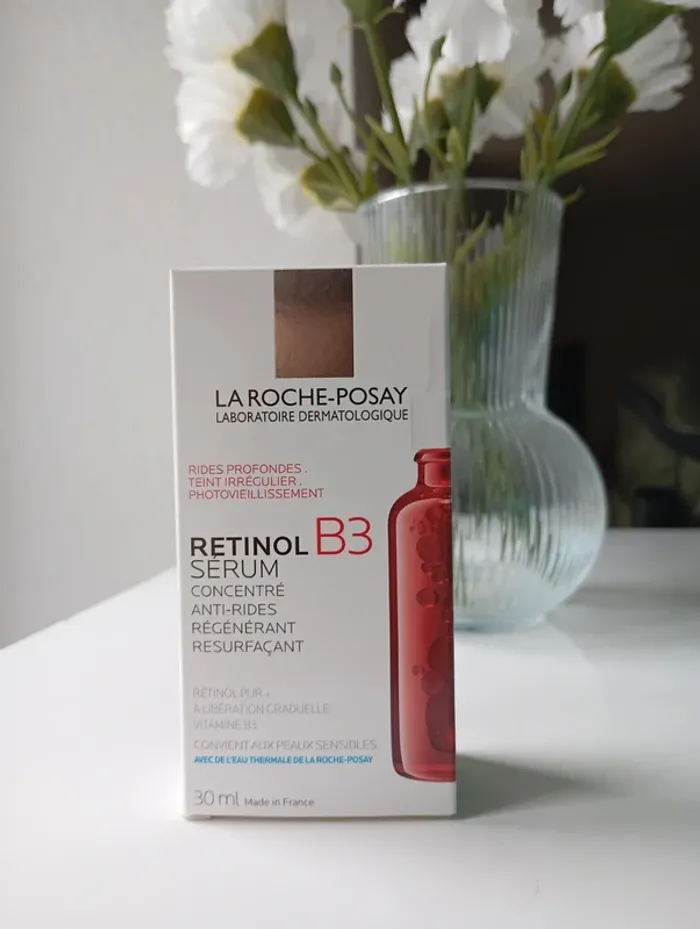 LA ROCHE-POSAY
LABORATOIRE DERMATOLOGIQUE
RIDES PROFONDES .
TEINT IRRÉGULIER .
PHOTOVIEILLISSEMENT
RETINOL B3
SÉRUM
CONCENTRÉ
ANTI-RIDES
RÉGÉNÉRANT
RESURFAÇANT
RÉTINOL PUR +
À LIBÉRATION GRADUELLE
VITAMINE B3
CONVIENT AUX PEAUX SENSIBLES
AVEC DE L'EAU THERMALE DE LA ROCHE-POSAY
30 ml Made in France